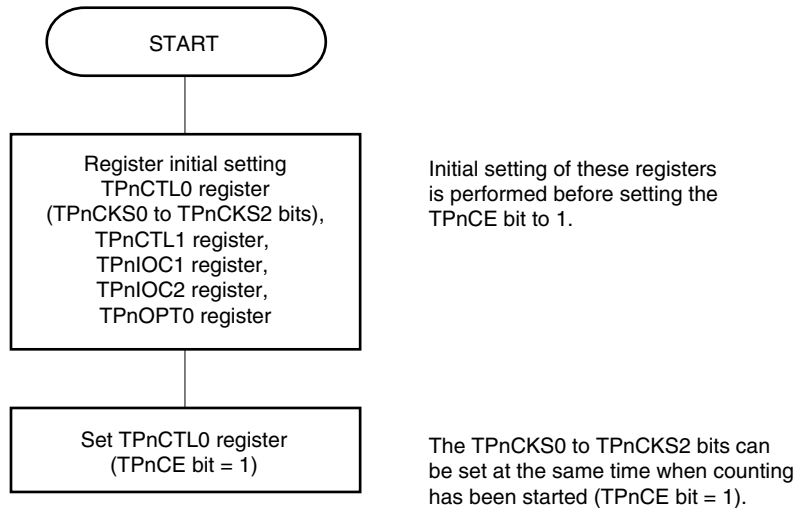 START
Register initial setting
TPnCTL0 register
(TPnCKS0 to TPnCKS2 bits),
TPnCTL1 register,
TPnIOC1 register,
TPnIOC2 register,
TPnOPT0 register
Initial setting of these registers
is performed before setting the
TPnCE bit to 1.
Set TPnCTL0 register
(TPnCE bit = 1)
The TPnCKS0 to TPnCKS2 bits can
be set at the same time when counting
has been started (TPnCE bit = 1).